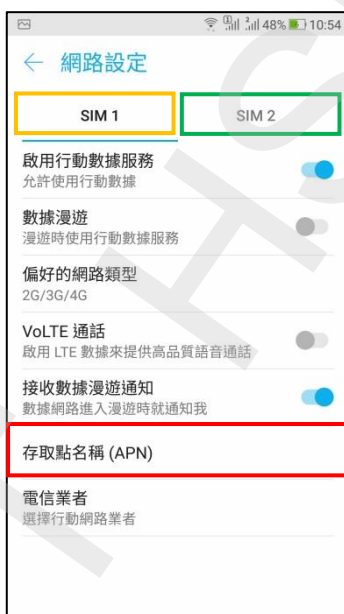 48% 10:54
← 網路設定
SIM 1 SIM 2
啟用行動數據服務
允許使用行動數據
數據漫遊
漫遊時使用行動數據服務
偏好的網路類型
2G/3G/4G
VoLTE 通話
啟用 LTE 數據來提供高品質語音通話
接收數據漫遊通知
數據網路進入漫遊時就通知我
存取點名稱 (APN)
電信業者
選擇行動網路業者